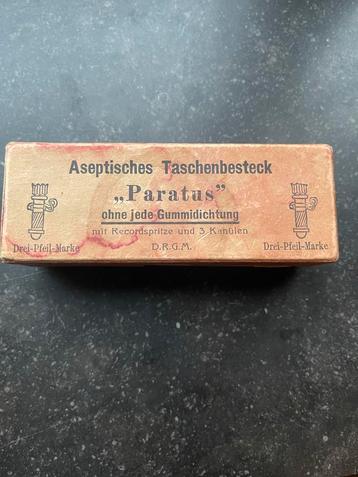 Aseptisches Taschenbesteck
„Paratus"
ohne jede Gummidichtung
mit Recordspritze und 3 Kanülen
Drei-Pfeil-Marke D.R.G.M. Drei-Pfeil-Marke